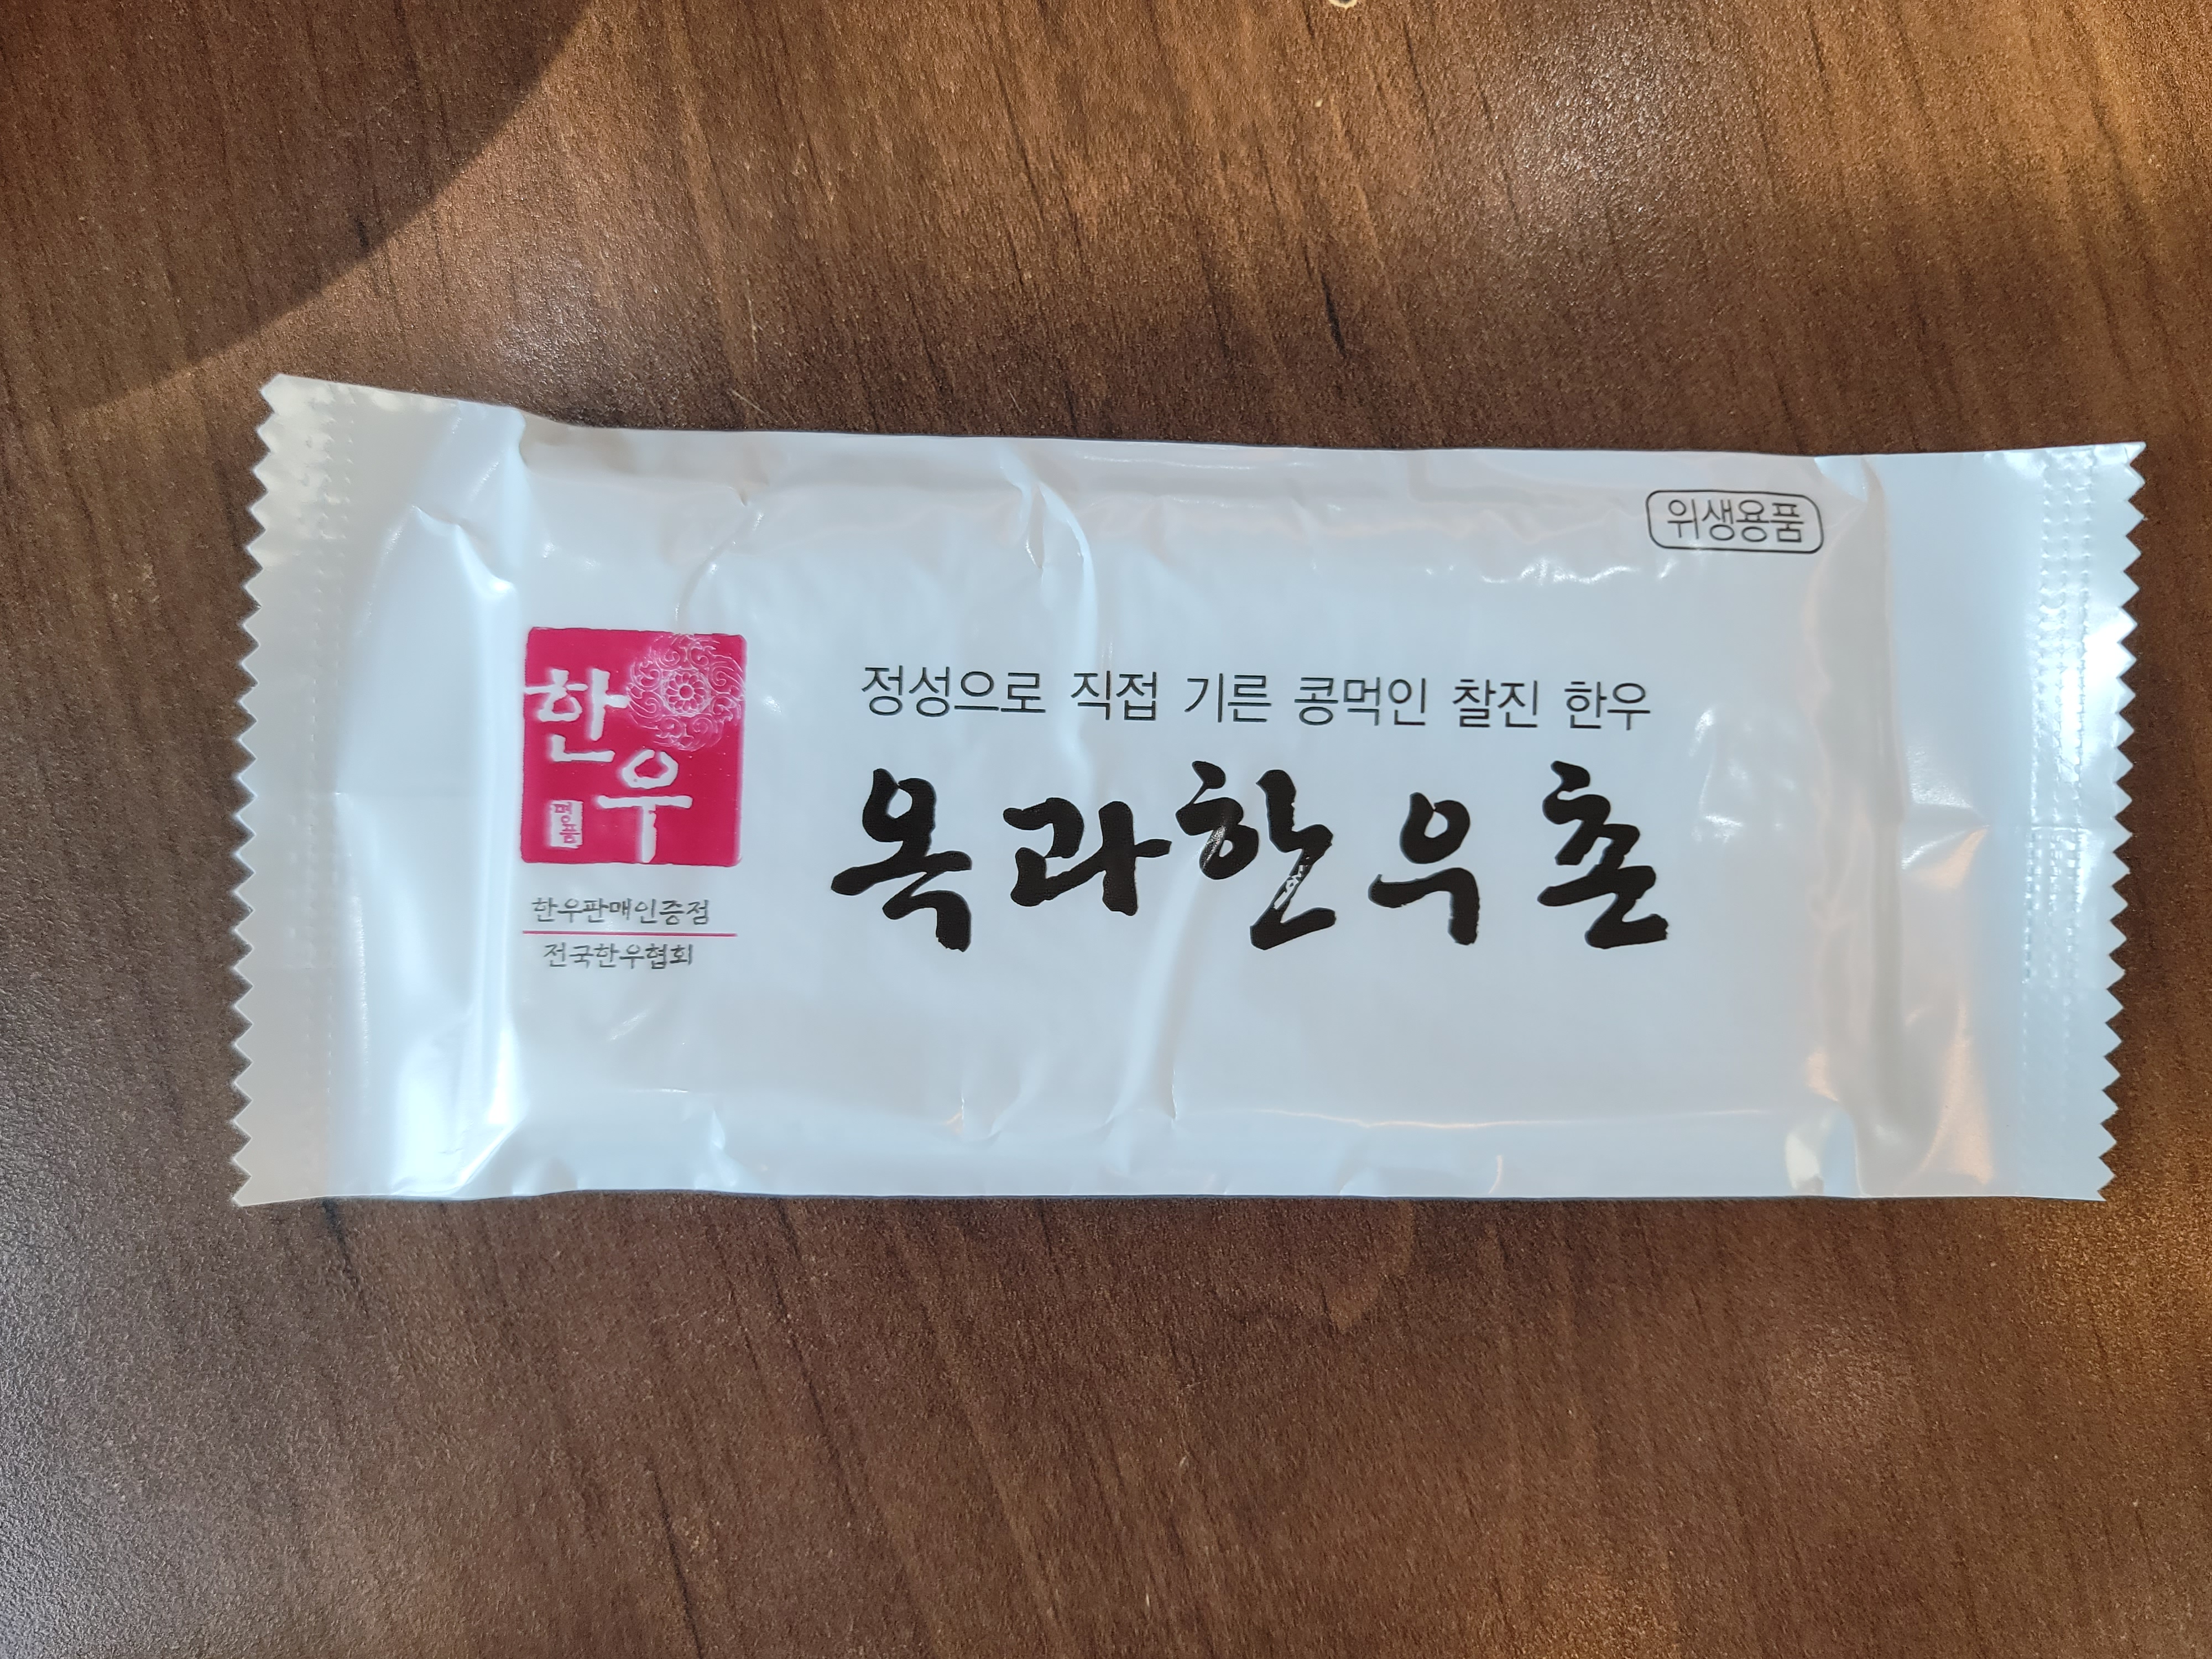 위생용품
정성으로 직접 기른 콩먹인 찰진 한우
옥과한우촌
한우
명품
한우판매인증점
전국한우협회